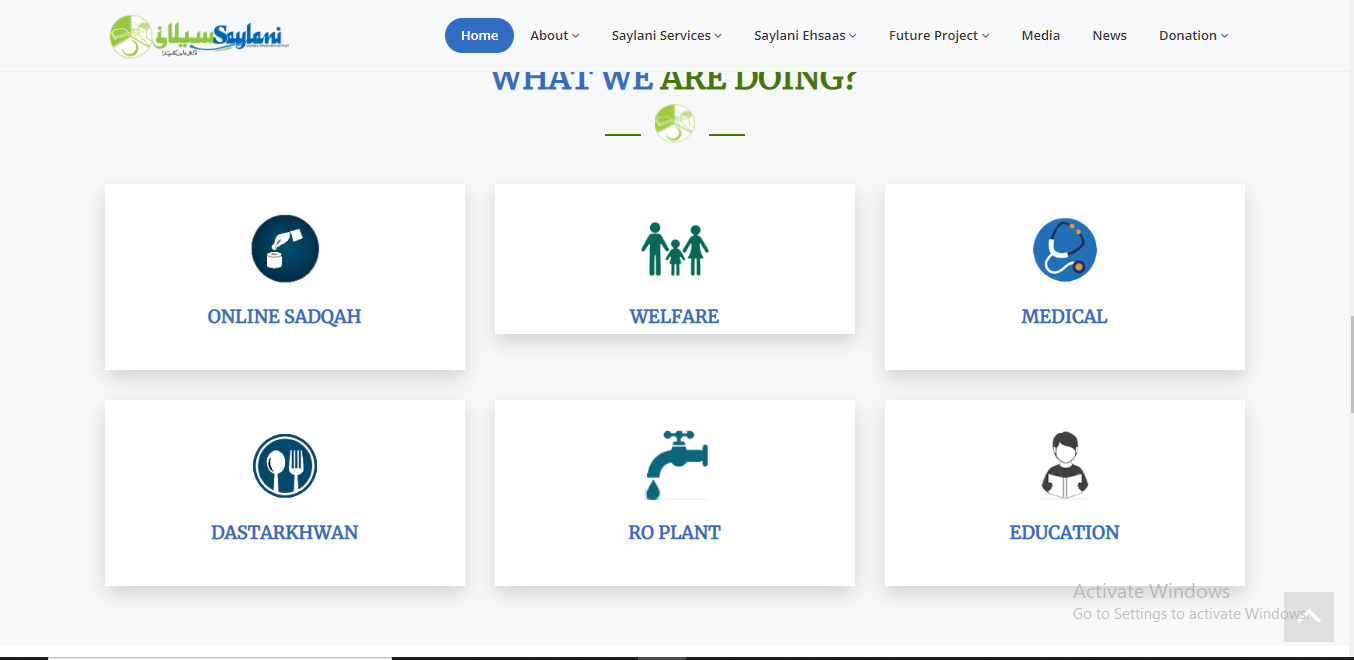 سیلانی Saylani
Home
About
Saylani Services
Saylani Ehsaas
Future Project
Media
News
Donation
WHAT WE ARE DOING?
ONLINE SADQAH
WELFARE
MEDICAL
DASTARKHWAN
RO PLANT
EDUCATION
Activate Windows
Go to Settings to activate Windows.